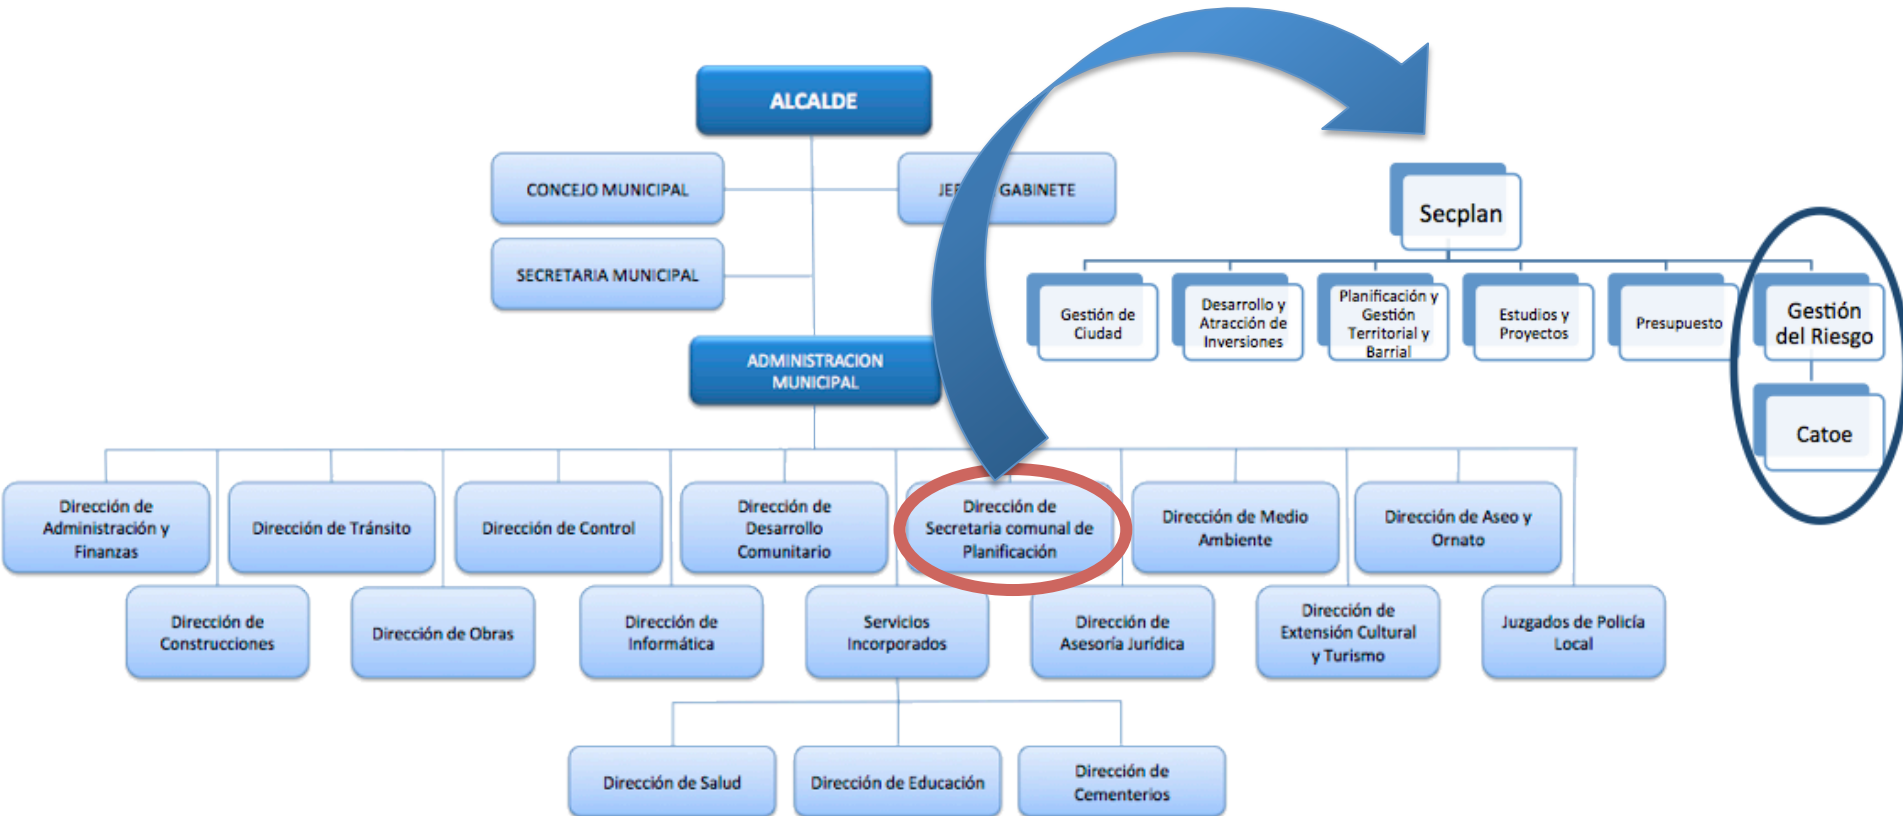 ALCALDE
CONCEJO MUNICIPAL
GABINETE
SECRETARIA MUNICIPAL
ADMINISTRACION
MUNICIPAL
Secplan
Gestión de
Ciudad
Desarrollo y
Atracción de
Inversiones
Planificación y
Gestión
Territorial y
Barrial
Estudios y
Proyectos
Presupuesto
Gestión
del Riesgo
Catoe
Dirección de
Administración y
Finanzas
Dirección de Tránsito
Dirección de Control
Dirección de
Desarrollo
Comunitario
Dirección de
Secretaria comunal de
Planificación
Dirección de Medio
Ambiente
Dirección de Aseo y
Ornato
Dirección de
Construcciones
Dirección de Obras
Dirección de
Informática
Servicios
Incorporados
Dirección de
Asesoría Jurídica
Dirección de
Extensión Cultural
y Turismo
Juzgados de Policía
Local
Dirección de Salud
Dirección de Educación
Dirección de
Cementerios